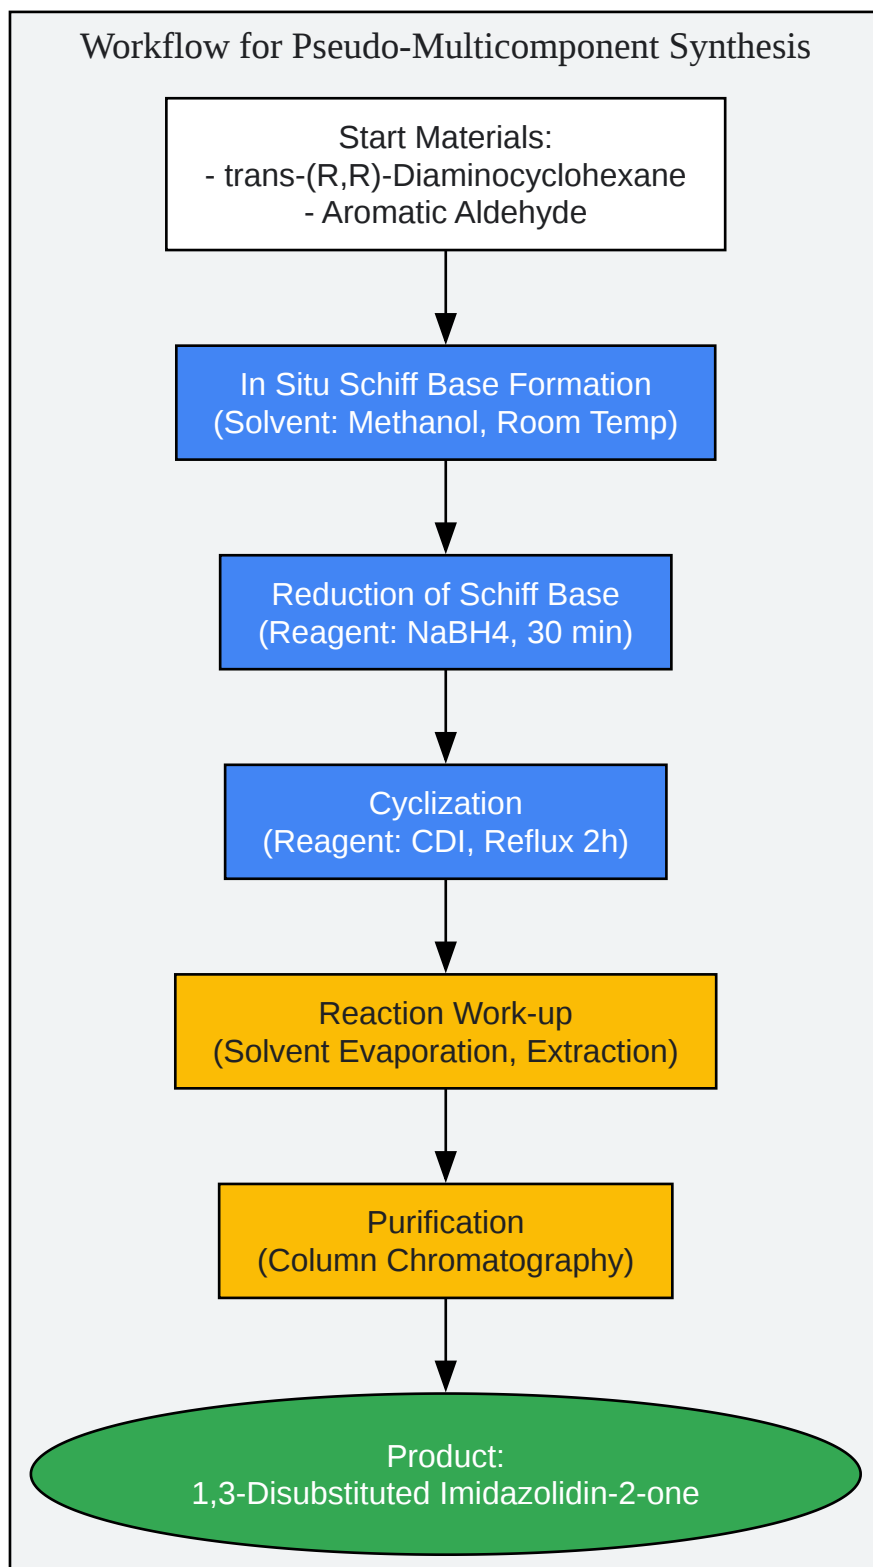 Workflow for Pseudo-Multicomponent Synthesis
Start Materials:
- trans-(R,R)-Diaminocyclohexane
- Aromatic Aldehyde
In Situ Schiff Base Formation
(Solvent: Methanol, Room Temp)
Reduction of Schiff Base
(Reagent: NaBH4, 30 min)
Cyclization
(Reagent: CDI, Reflux 2h)
Reaction Work-up
(Solvent Evaporation, Extraction)
Purification
(Column Chromatography)
Product:
1,3-Disubstituted Imidazolidin-2-one